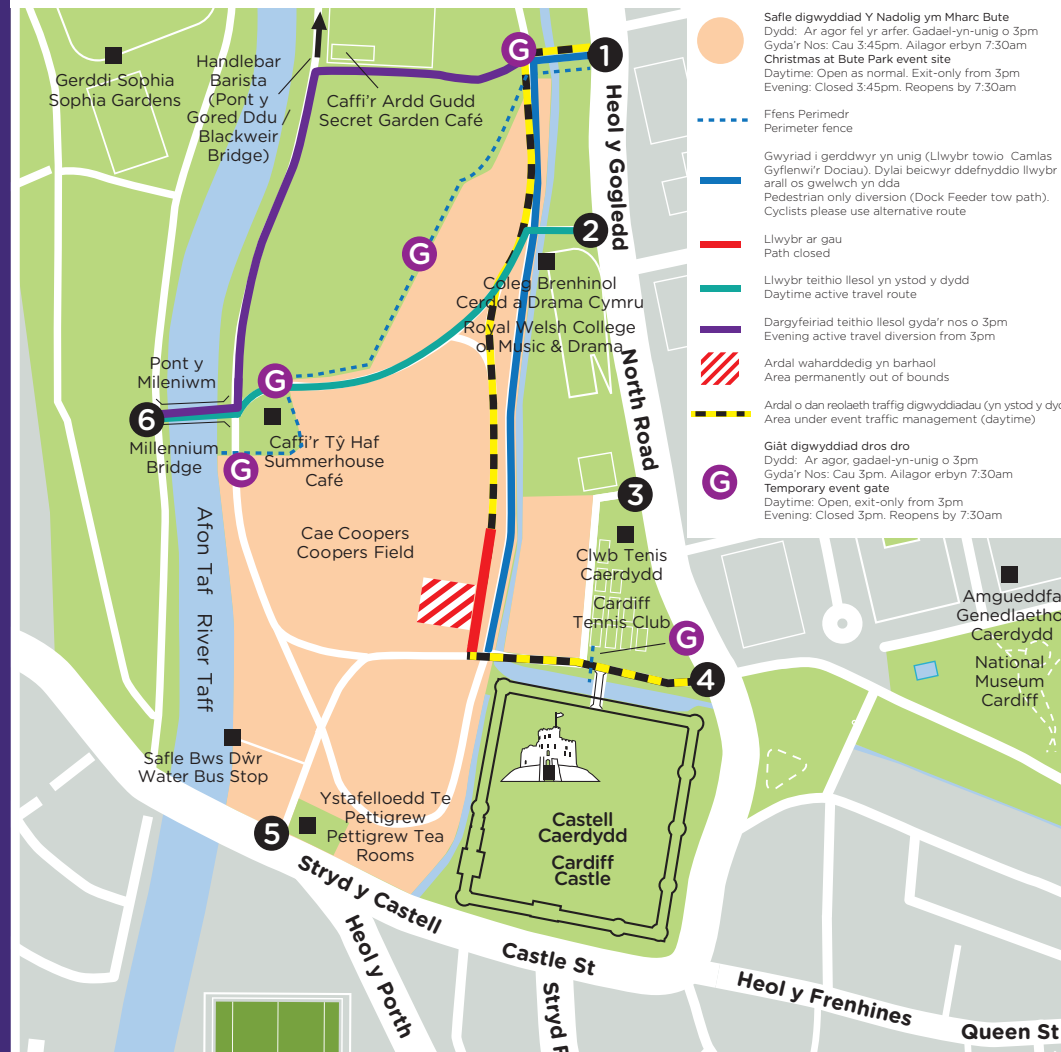 Gerddi Sophia
Sophia Gardens
Handlebar
Barista
(Pont y
Gored Ddu /
Blackweir
Bridge)
Caffi'r Ardd Gudd
Secret Garden Café
G
1
Heol y Gogledd
G
2
Coleg Brenhinol
Cerdd a Drama Cymru
Royal Welsh College
of Music & Drama
North Road
Pont y
Mileniwm
G
6
Millennium
Bridge
G
Caffi'r Tŷ Haf
Summerhouse
Café
3
Afon Taf River Taff
Cae Coopers
Coopers Field
Clwb Tenis
Caerdydd
Cardiff
Tennis Club
G
4
Safle Bws Dŵr
Water Bus Stop
Ystafelloedd Te
Pettigrew
Pettigrew Tea
Rooms
5
Castell
Caerdydd
Cardiff
Castle
Stryd y Castell
Castle St
Heol y Porth
Stryd
Heol y Frenhines
Queen St
Amgueddfa
Caerdydd
National
Museum
Cardiff
Safle digwyddiad Y Nadolig ym Mharc Bute
Dydd: Ar agor fel yr arfer. Gadael-yn-unig o 3pm
Gyda'r Nos: Cau 3:45pm. Ailagor erbyn 7:30am
Christmas at Bute Park event site
Daytime: Open as normal. Exit-only from 3pm
Evening: Closed 3:45pm. Reopens by 7:30am
Ffens Perimedr
Perimeter fence
Gwyriad i gerddwyr yn unig (Llwybr towio Camlas
Gyflenwi'r Dociau). Dylai beicwyr ddefnyddio llwybr
arall os gwelwch yn dda
Pedestrian only diversion (Dock Feeder tow path).
Cyclists please use alternative route
Llwybr ar gau
Path closed
Llwybr teithio llesol yn ystod y dydd
Daytime active travel route
Dargyfeiriad teithio llesol gyda'r nos o 3pm
Evening active travel diversion from 3pm
Ardal waharddedig yn barhaol
Area permanently out of bounds
Ardal o dan reolaeth traffig digwyddiadau (yn ystod y
Area under event traffic management (daytime)
G
Giât digwyddiad dros dro
Dydd: Ar agor, gadael-yn-unig o 3pm
Gyda'r Nos: Cau 3pm. Ailagor erbyn 7:30am
Temporary event gate
Daytime: Open, exit-only from 3pm
Evening: Closed 3pm. Reopens by 7:30am